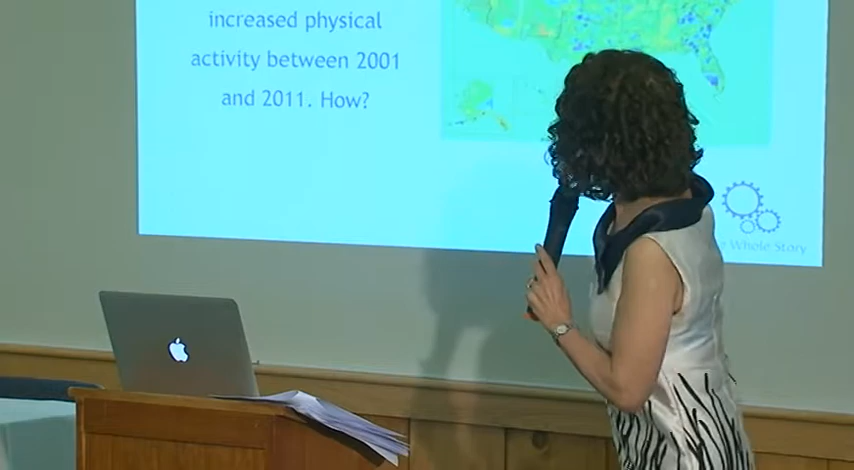 increased physical
activity between 2001
and 2011. How?
Whole Story